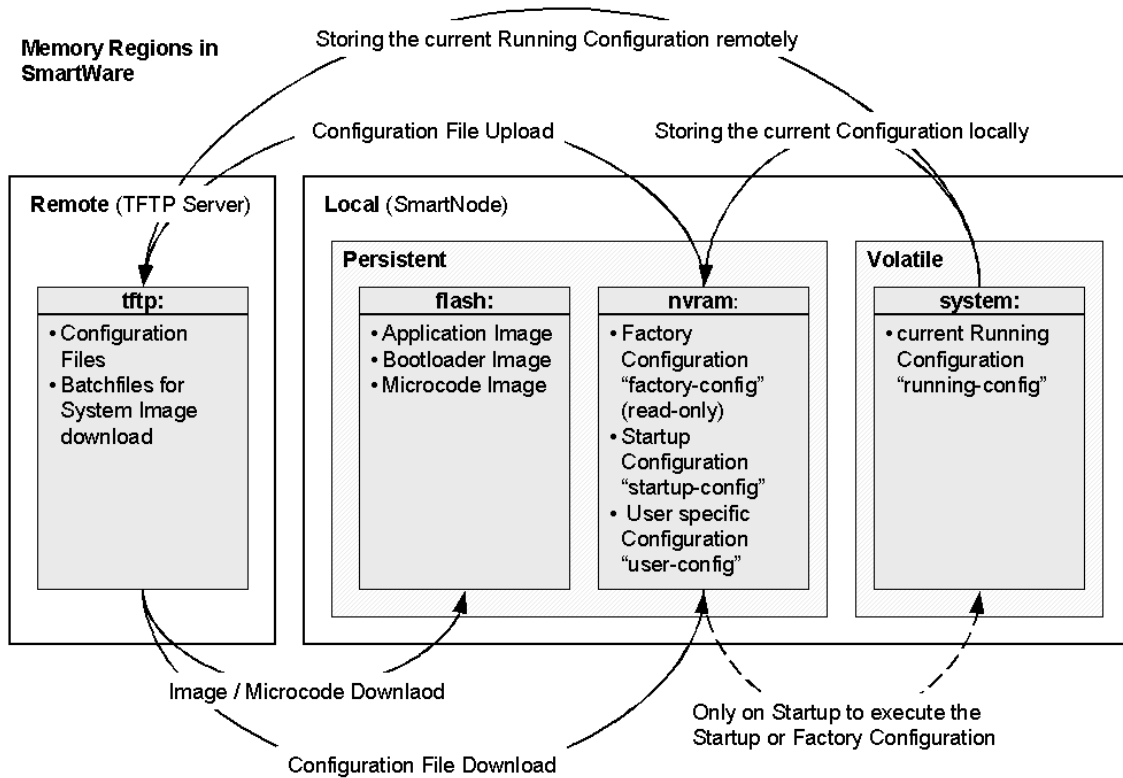 Memory Regions in
SmartWare
Storing the current Running Configuration remotely
Configuration File Upload
Storing the current Configuration locally
Remote (TFTP Server)
Local (SmartNode)
Persistent
Volatile
tftp:
• Configuration
Files
• Batchfiles for
System Image
download
flash:
• Application Image
• Bootloader Image
• Microcode Image
nvram:
• Factory
Configuration
“factory-config”
(read-only)
• Startup
Configuration
“startup-config”
• User specific
Configuration
“user-config”
system:
• current Running
Configuration
“running-config”
Image / Microcode Downlaod
Only on Startup to execute the
Startup or Factory Configuration
Configuration File Download